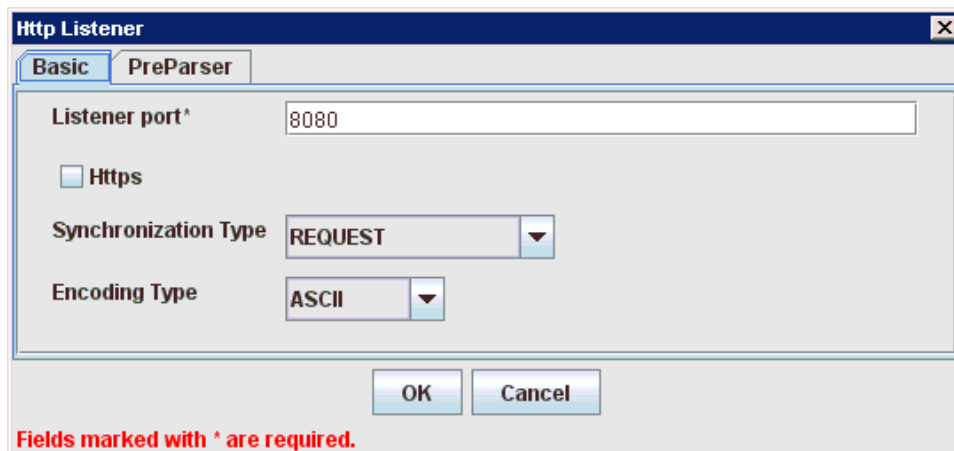 Http Listener
Basic PreParser
Listener port* 8080
Https
Synchronization Type REQUEST
Encoding Type ASCII
OK Cancel
Fields marked with * are required.